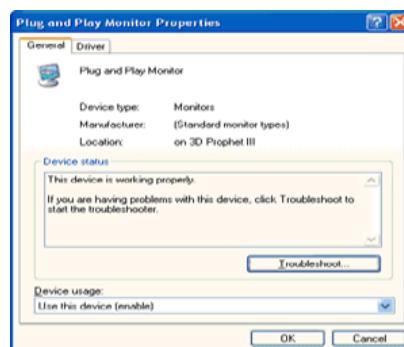 Plug and Play Monitor Properties
General Driver
Plug and Play Monitor
Device type: Monitors
Manufacturer: (Standard monitor types)
Location: on 3D Prophet III
Device status
This device is working properly.
If you are having problems with this device, click Troubleshoot to
start the troubleshooter.
Troubleshoot...
Device usage:
Use this device (enable)
OK Cancel